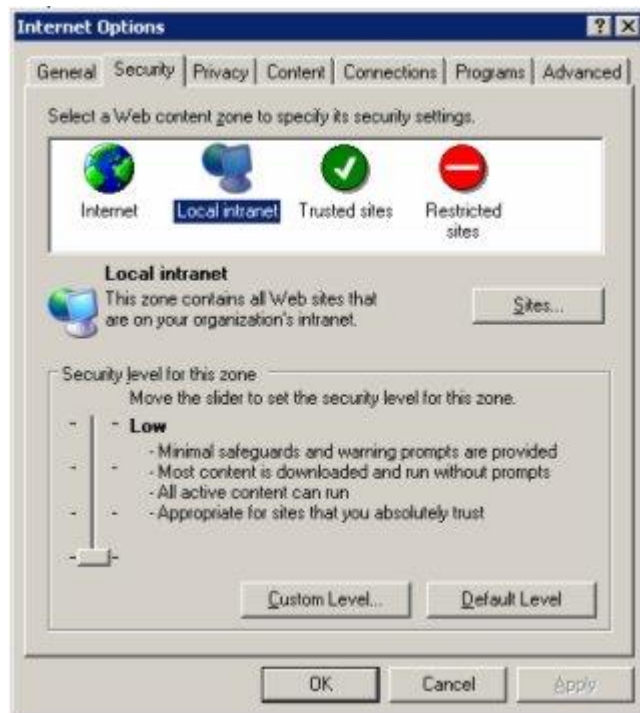 Internet Options
General Security Privacy Content Connections Programs Advanced
Select a Web content zone to specify its security settings.
Internet Local intranet Trusted sites Restricted
sites
Local intranet
This zone contains all Web sites that
are on your organization's intranet.
Sites...
Security level for this zone
Move the slider to set the security level for this zone.
Low
- Minimal safeguards and warning prompts are provided
- Most content is downloaded and run without prompts
- All active content can run
- Appropriate for sites that you absolutely trust
Custom Level... Default Level
OK Cancel Apply